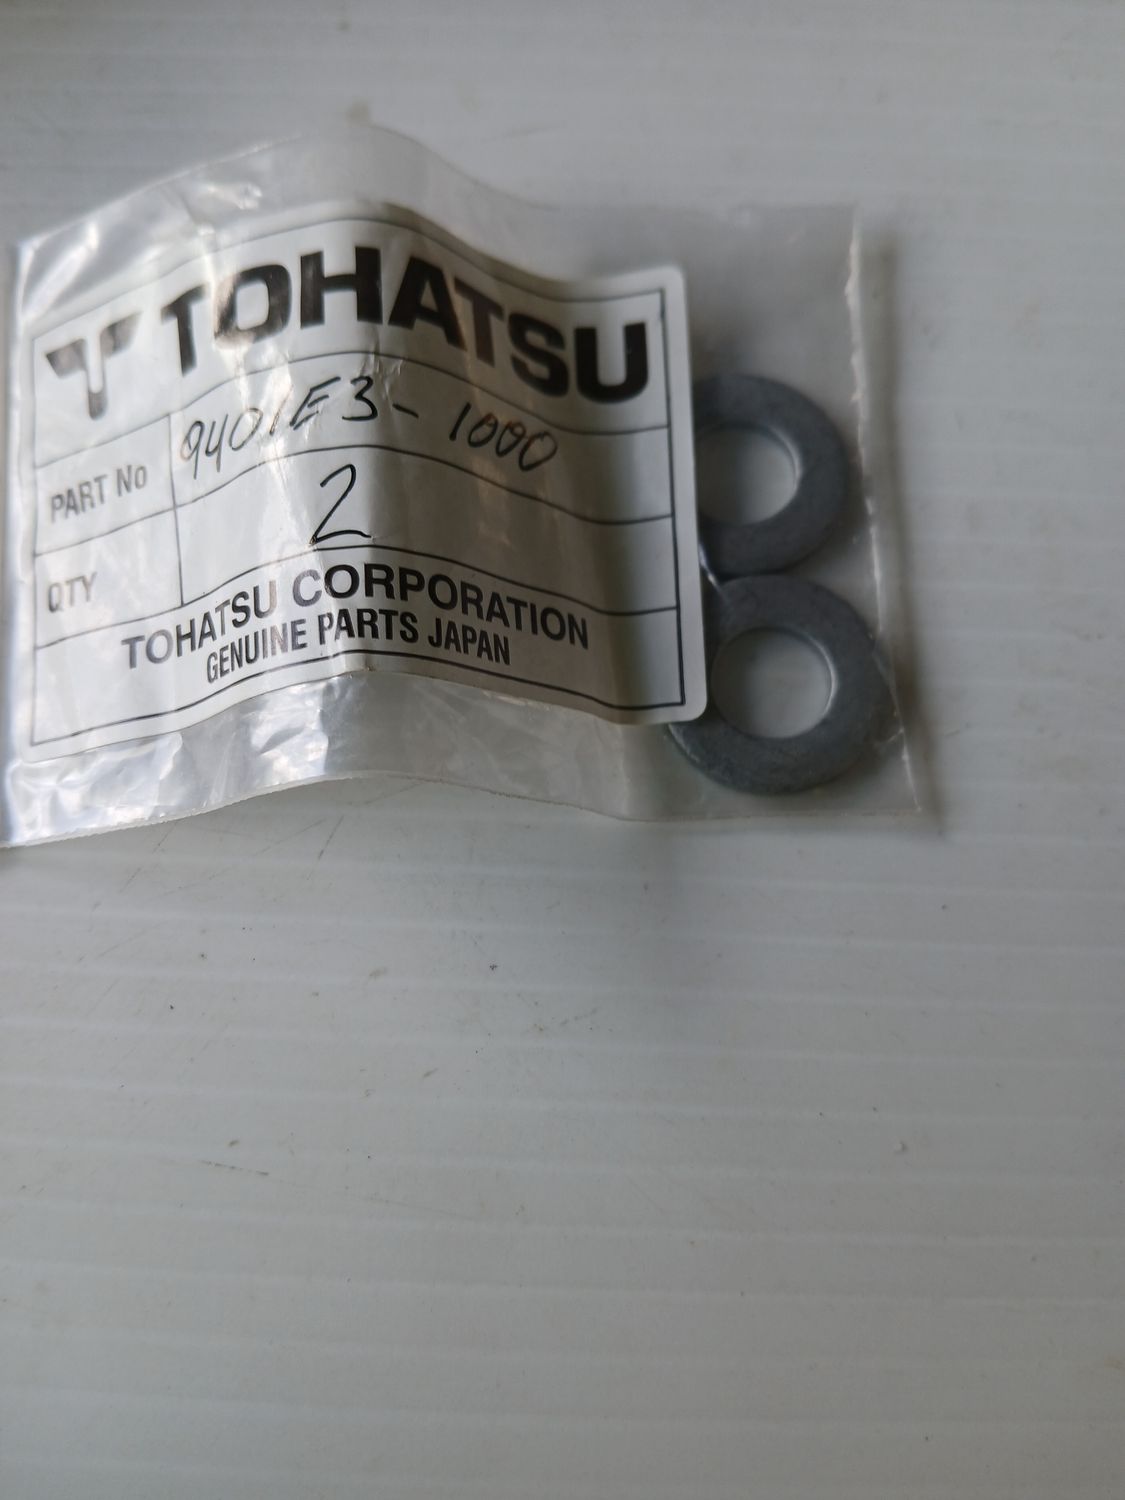 TOHATSU
PART No 9401E3-1000
QTY 2
TOHATSU CORPORATION
GENUINE PARTS JAPAN